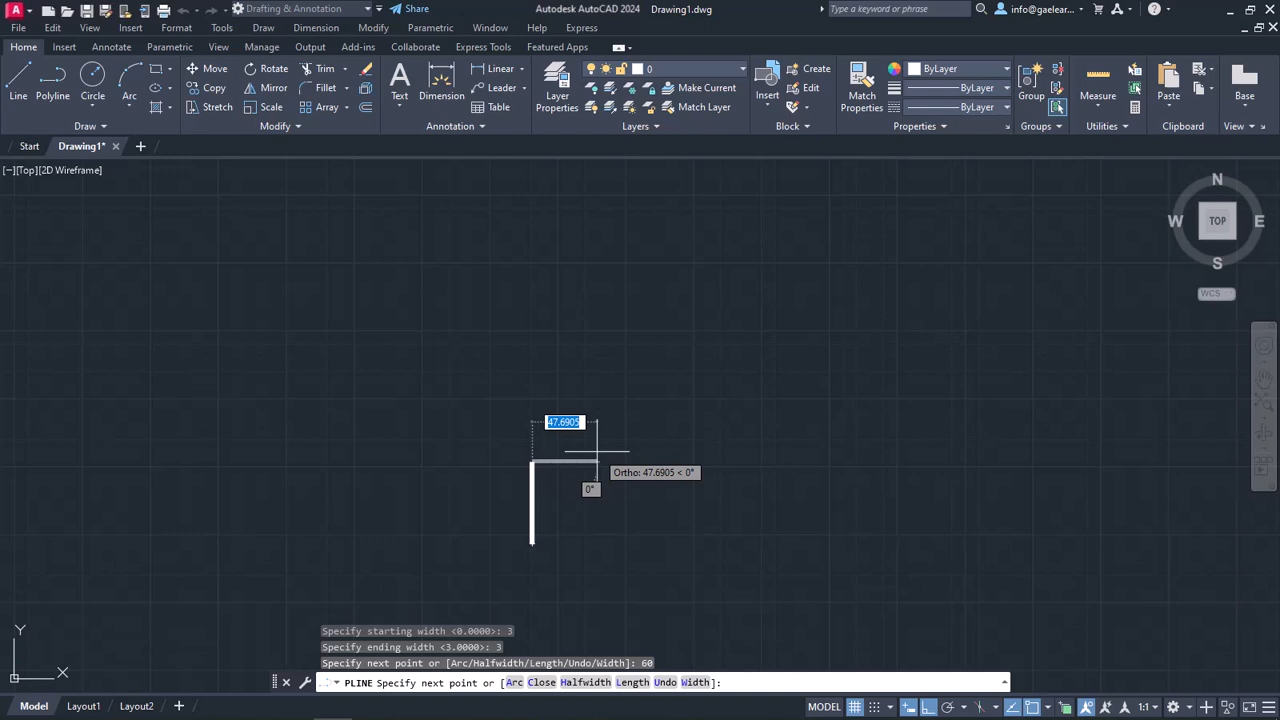 Drafting & Annotation
Share
Autodesk AutoCAD 2024 Drawing1.dwg
Type a keyword or phrase
info@gaelear...
File Edit View Insert Format Tools Draw Dimension Modify Parametric Window Help Express
Home Insert Annotate Parametric View Manage Output Add-ins Collaborate Express Tools Featured Apps
Line Polyline Circle Arc
Move Rotate Trim
Copy Mirror Fillet
Stretch Scale Array
Text Dimension
Linear
Leader
Table
Layer Properties
0
Make Current
Match Layer
Insert
Create
Edit
Match Properties
ByLayer
ByLayer
ByLayer
Group
Measure
Paste
Base
Draw Modify Annotation Layers Block Properties Groups Utilities Clipboard View
Start Drawing1*
[−][Top][2D Wireframe]
N
W TOP E
S
WCS
47.6905
Ortho: 47.6905 < 0°
0°
Y
X
Specify starting width <0.0000>: 3
Specify ending width <3.0000>: 3
Specify next point or [Arc/Halfwidth/Length/Undo/Width]: 60
PLINE Specify next point or [Arc Close Halfwidth Length Undo Width]:
Model Layout1 Layout2
MODEL
1:1